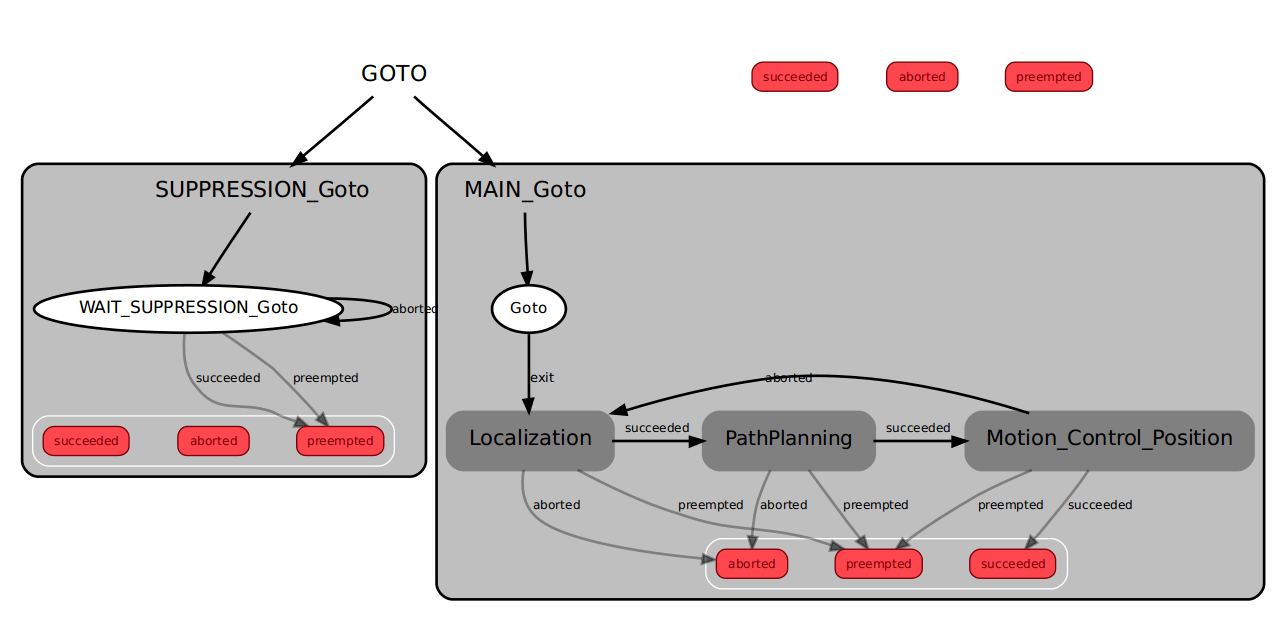 GOTO
succeeded
aborted
preempted
SUPPRESSION_Goto
MAIN_Goto
WAIT_SUPPRESSION_Goto
aborted
Goto
succeeded
preempted
exit
aborted
succeeded
aborted
preempted
Localization
succeeded
PathPlanning
succeeded
Motion_Control_Position
aborted
preempted
aborted
preempted
preempted
succeeded
aborted
preempted
succeeded